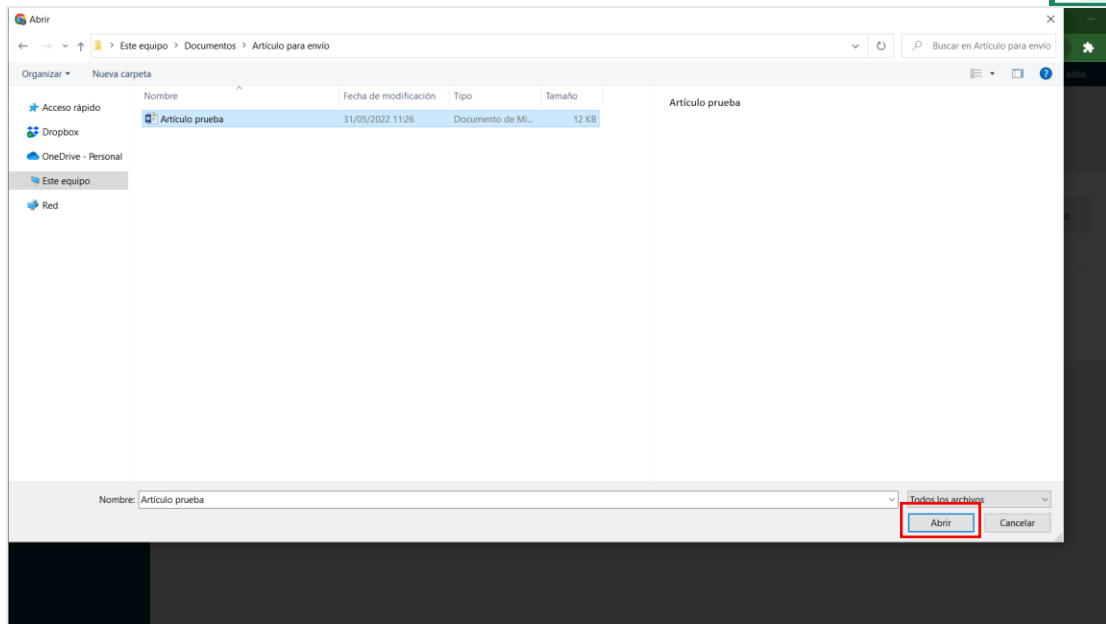 Abrir
Este equipo > Documentos > Artículo para envío
Buscar en Artículo para envío
Organizar
Nueva carpeta
sitio
Nombre
Fecha de modificación
Tipo
Tamaño
Artículo prueba
31/05/2022 11:26
Documento de Mi...
12 KB
Artículo prueba
Acceso rápido
Dropbox
OneDrive - Personal
Este equipo
Red
o
Nombre:
Artículo prueba
Todos los archivos
Abrir
Cancelar